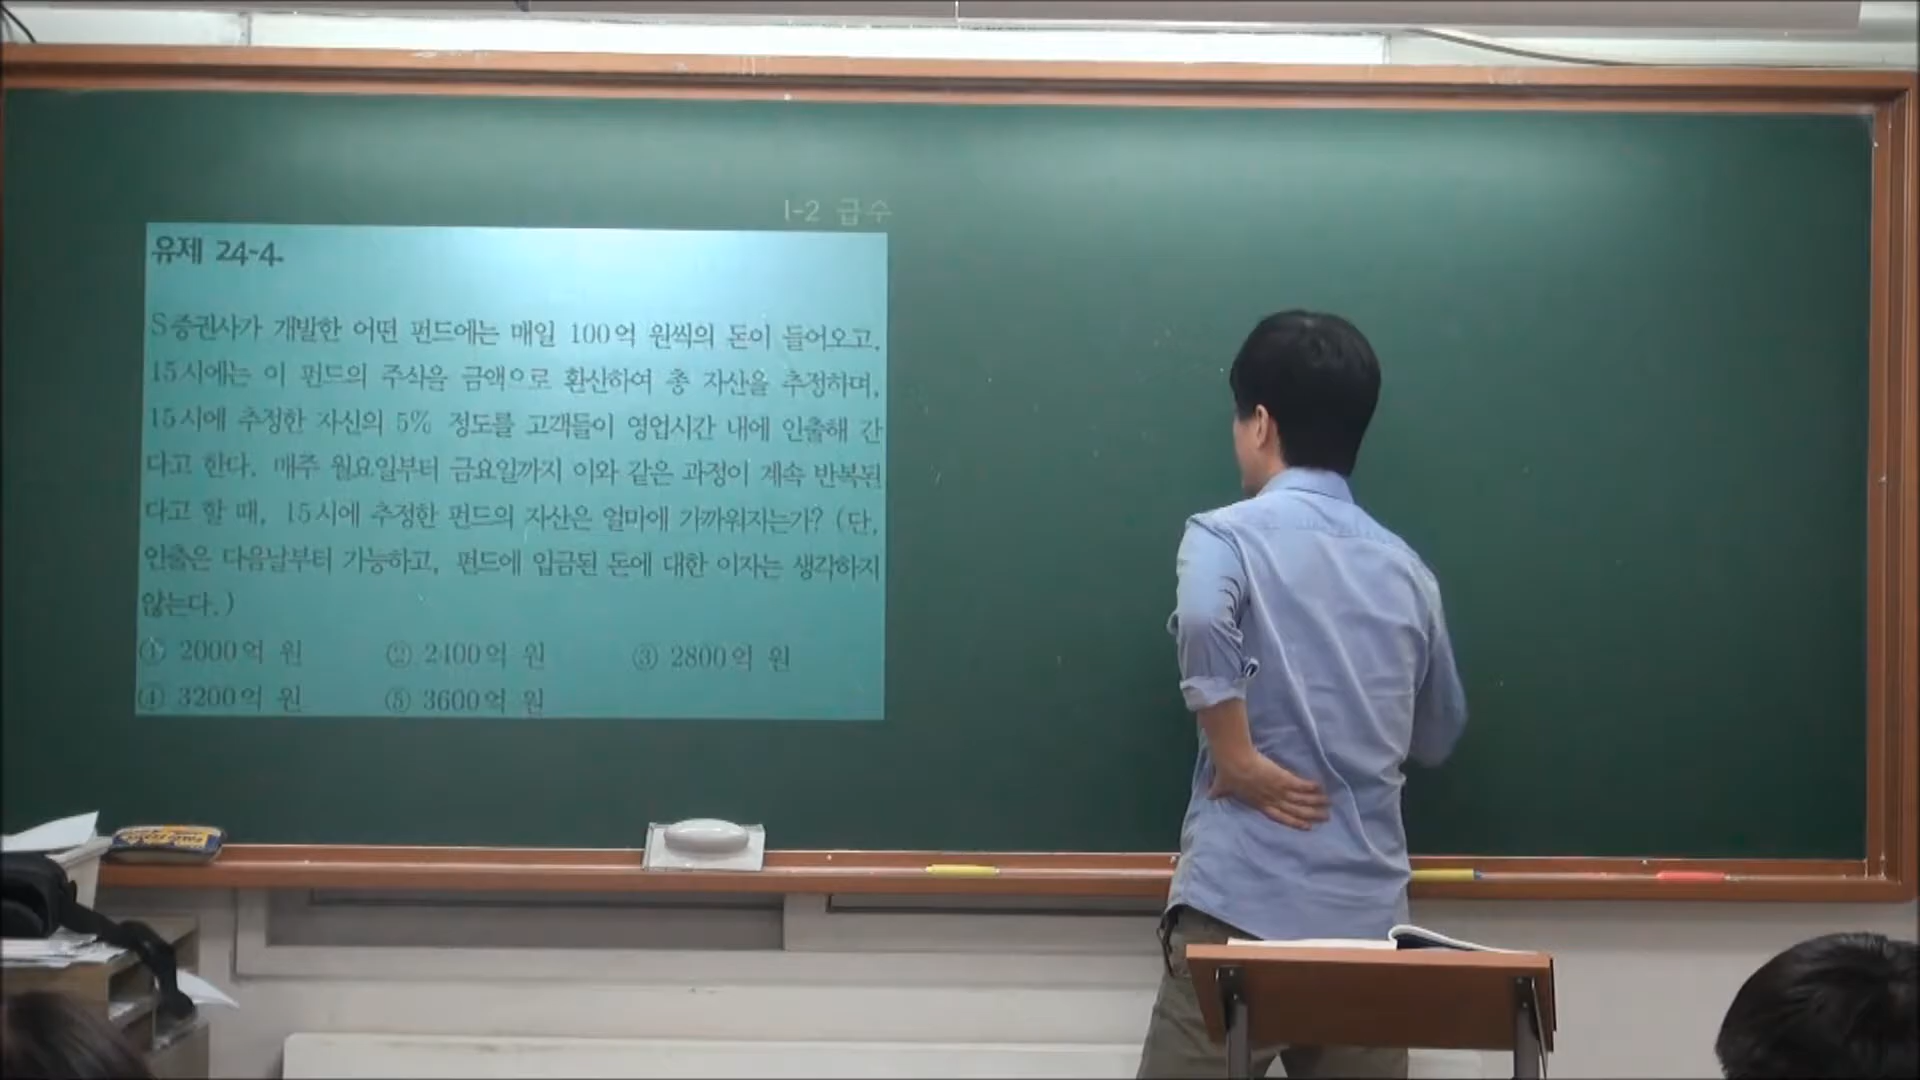 I-2 급수
유제 24-4.
S증권사가 개발한 어떤 펀드에는 매일 100억 원씩의 돈이 들어오고,
15시에는 이 펀드의 주식을 금액으로 환산하여 총 자산을 추정하며,
15시에 추정한 자신의 5% 정도를 고객들이 영업시간 내에 인출해 간
다고 한다. 매주 월요일부터 금요일까지 이와 같은 과정이 계속 반복된
다고 할 때, 15시에 추정한 펀드의 자산은 얼마에 가까워지는가? (단,
인출은 다음날부터 가능하고, 펀드에 입금된 돈에 대한 이자는 생각하지
않는다.)
① 2000억 원 ② 2400억 원 ③ 2800억 원
④ 3200억 원 ⑤ 3600억 원